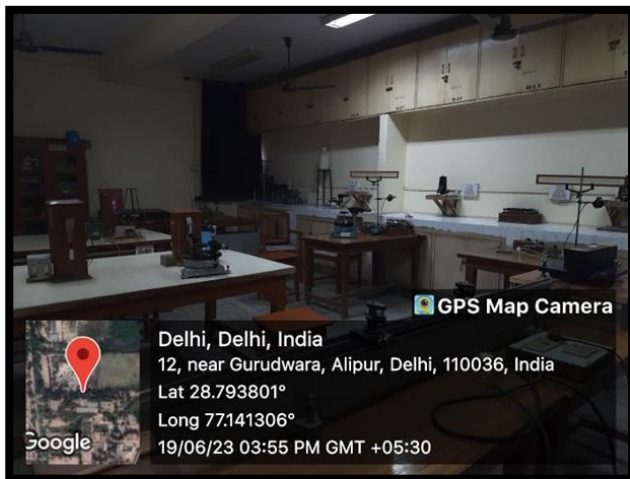 GPS Map Camera
Delhi, Delhi, India
12, near Gurudwara, Alipur, Delhi, 110036, India
Lat 28.793801°
Long 77.141306°
19/06/23 03:55 PM GMT +05:30
Google